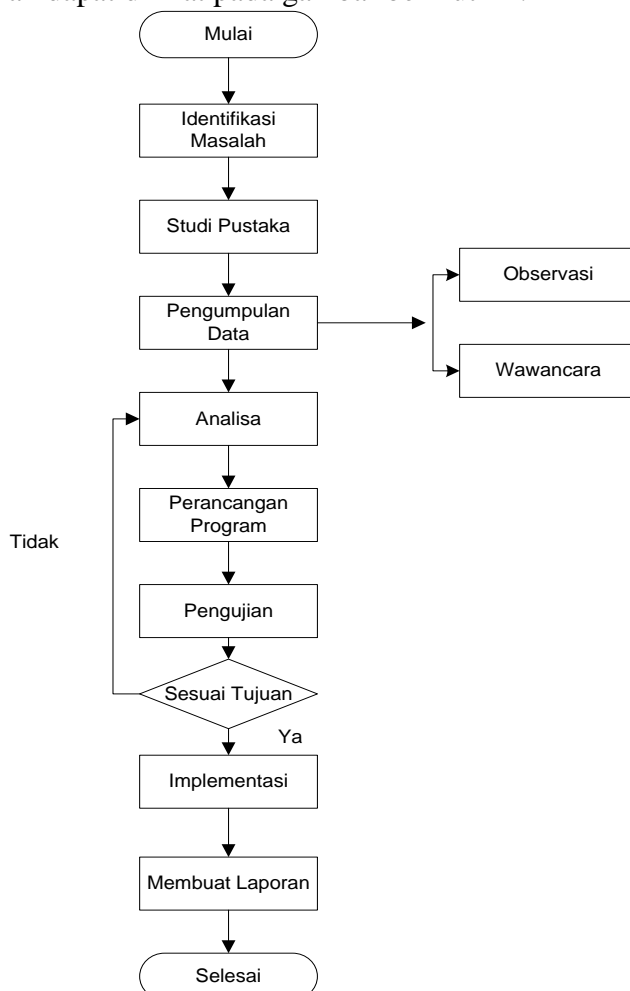 Mulai
Identifikasi
Masalah
Studi Pustaka
Pengumpulan
Data
Observasi
Wawancara
Analisa
Perancangan
Program
Tidak
Pengujian
Sesuai Tujuan
Ya
Implementasi
Membuat Laporan
Selesai